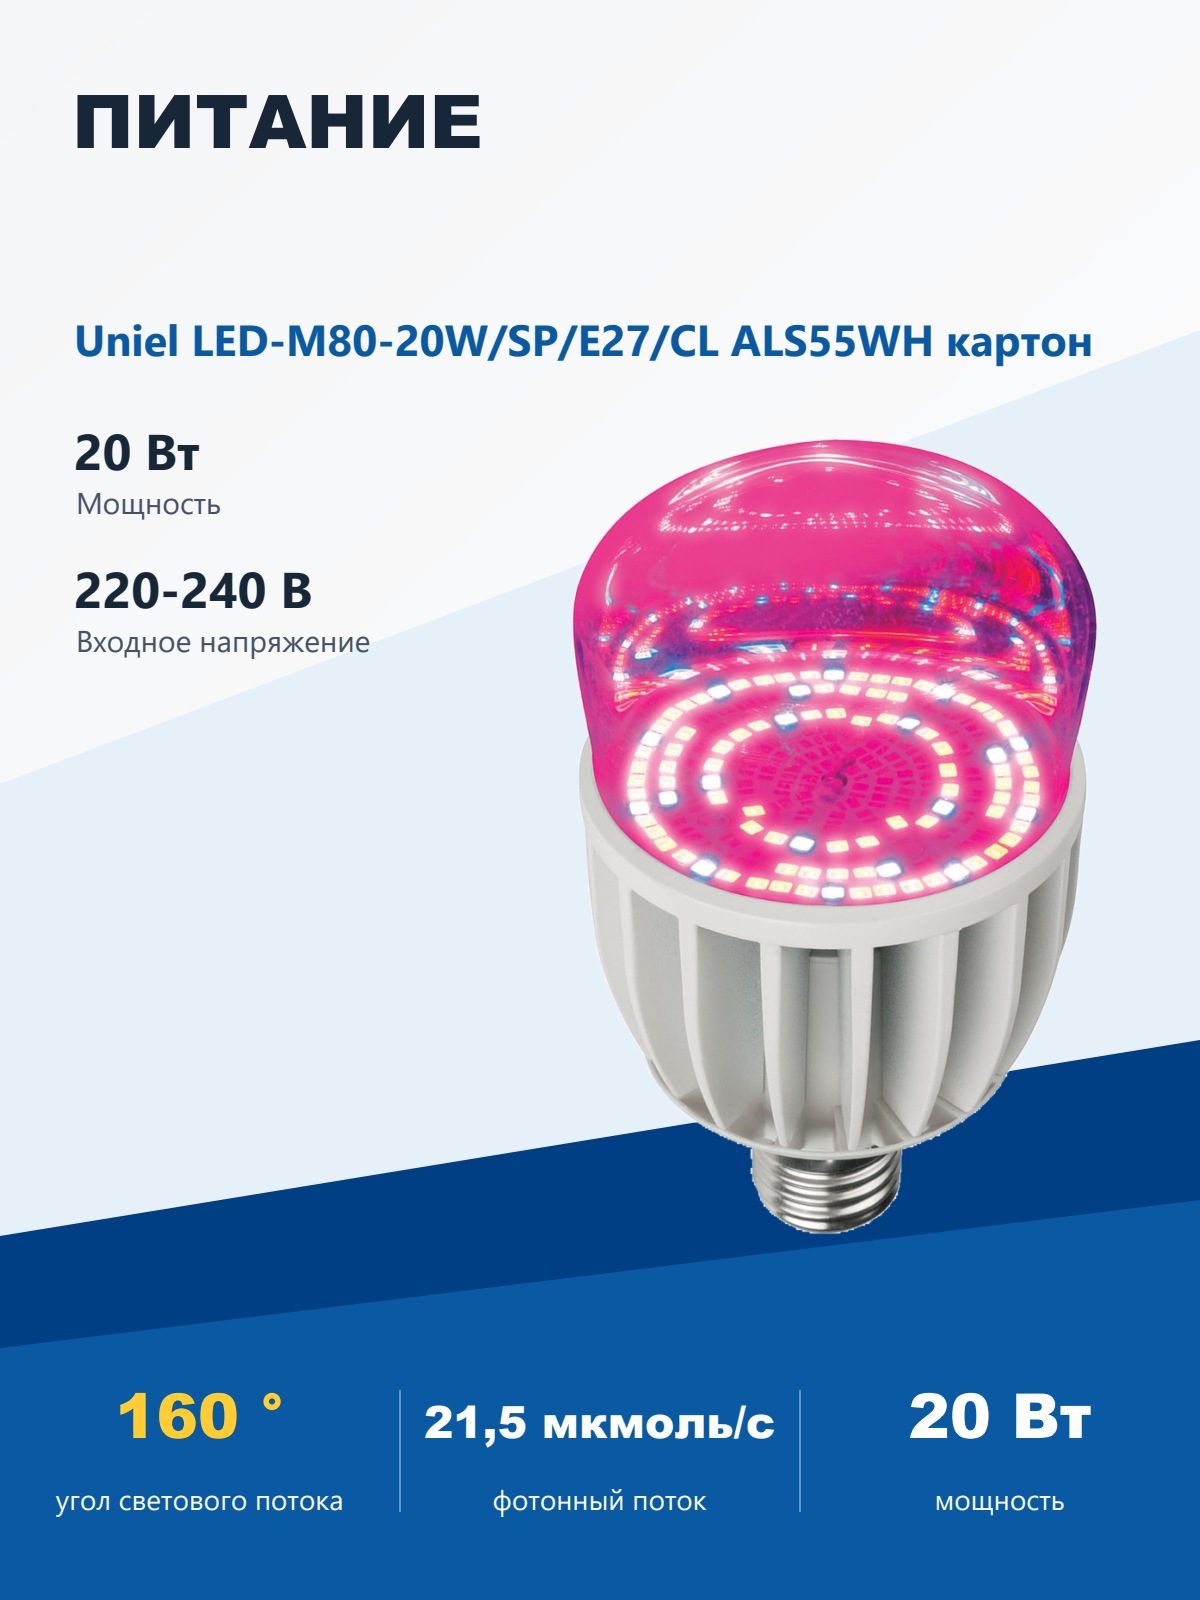 ПИТАНИЕ
Uniel LED-M80-20W/SP/E27/CL ALS55WH картон
20 Вт
Мощность
220-240 В
Входное напряжение
160 °
угол светового потока
21,5 мкмоль/с
фотонный поток
20 Вт
мощность